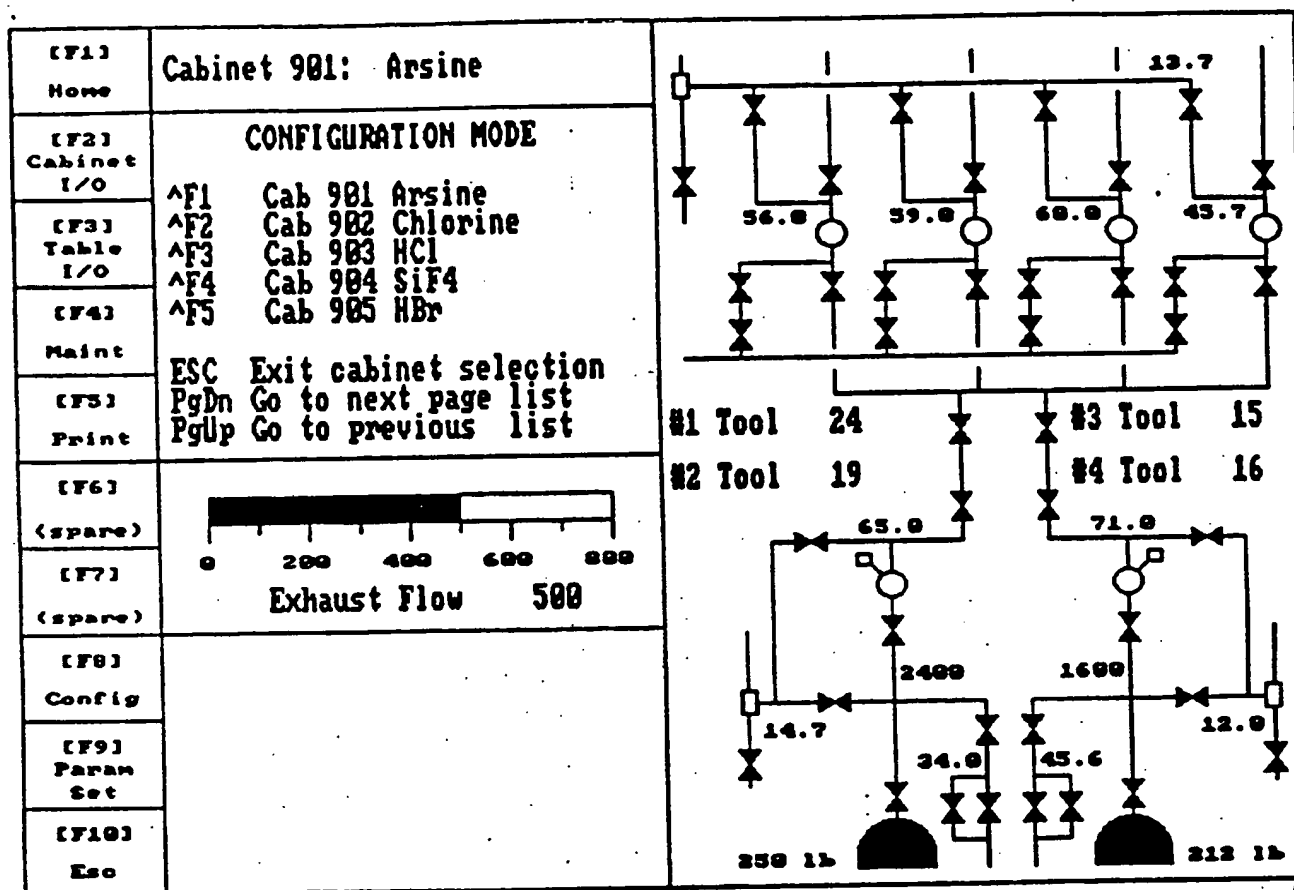 [F1]
Home
[F2]
Cabinet
I/O
[F3]
Table
I/O
[F4]
Maint
[F5]
Print
[F6]
(spare)
[F7]
(spare)
[F8]
Config
[F9]
Param
Set
[F10]
Esc
Cabinet 901: Arsine
CONFIGURATION MODE
^F1 Cab 901 Arsine
^F2 Cab 902 Chlorine
^F3 Cab 903 HCl
^F4 Cab 904 SiF4
^F5 Cab 905 HBr
ESC Exit cabinet selection
PgDn Go to next page list
PgUp Go to previous list
0 200 400 600 800
Exhaust Flow 500
13.7
56.0 59.0 60.0 45.7
#1 Tool 24 #3 Tool 15
#2 Tool 19 #4 Tool 16
65.0 71.0
2400 1600
14.7 12.0
34.0 45.6
250 lb 212 lb